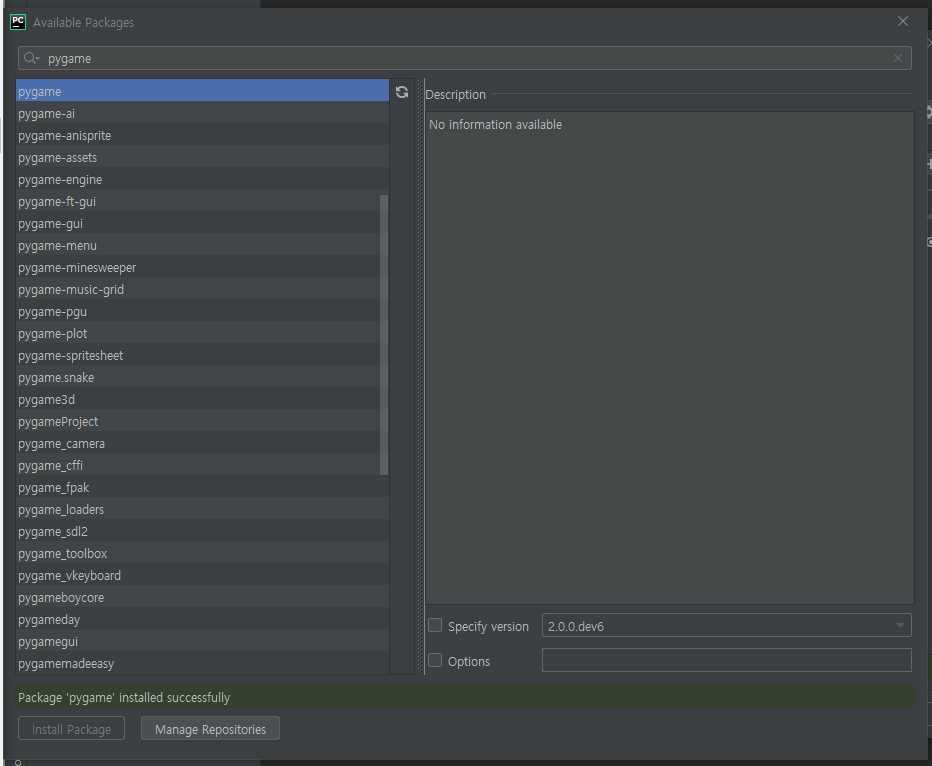 PC Available Packages
pygame
pygame
pygame-ai
pygame-anisprite
pygame-assets
pygame-engine
pygame-ft-gui
pygame-gui
pygame-menu
pygame-minesweeper
pygame-music-grid
pygame-pgu
pygame-plot
pygame-spritesheet
pygame.snake
pygame3d
pygameProject
pygame_camera
pygame_cffi
pygame_fpak
pygame_loaders
pygame_sdl2
pygame_toolbox
pygame_vkeyboard
pygameboycore
pygameday
pygamegui
pygamemadeeasy
Description
No information available
Specify version 2.0.0.dev6
Options
Package 'pygame' installed successfully
Install Package Manage Repositories